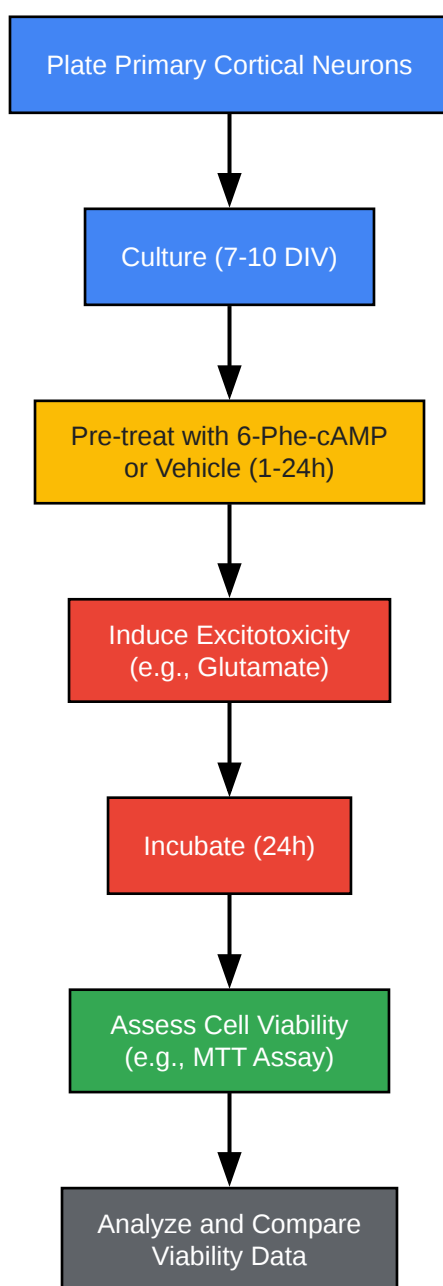 Plate Primary Cortical Neurons
Culture (7-10 DIV)
Pre-treat with 6-Phe-cAMP
or Vehicle (1-24h)
Induce Excitotoxicity
(e.g., Glutamate)
Incubate (24h)
Assess Cell Viability
(e.g., MTT Assay)
Analyze and Compare
Viability Data